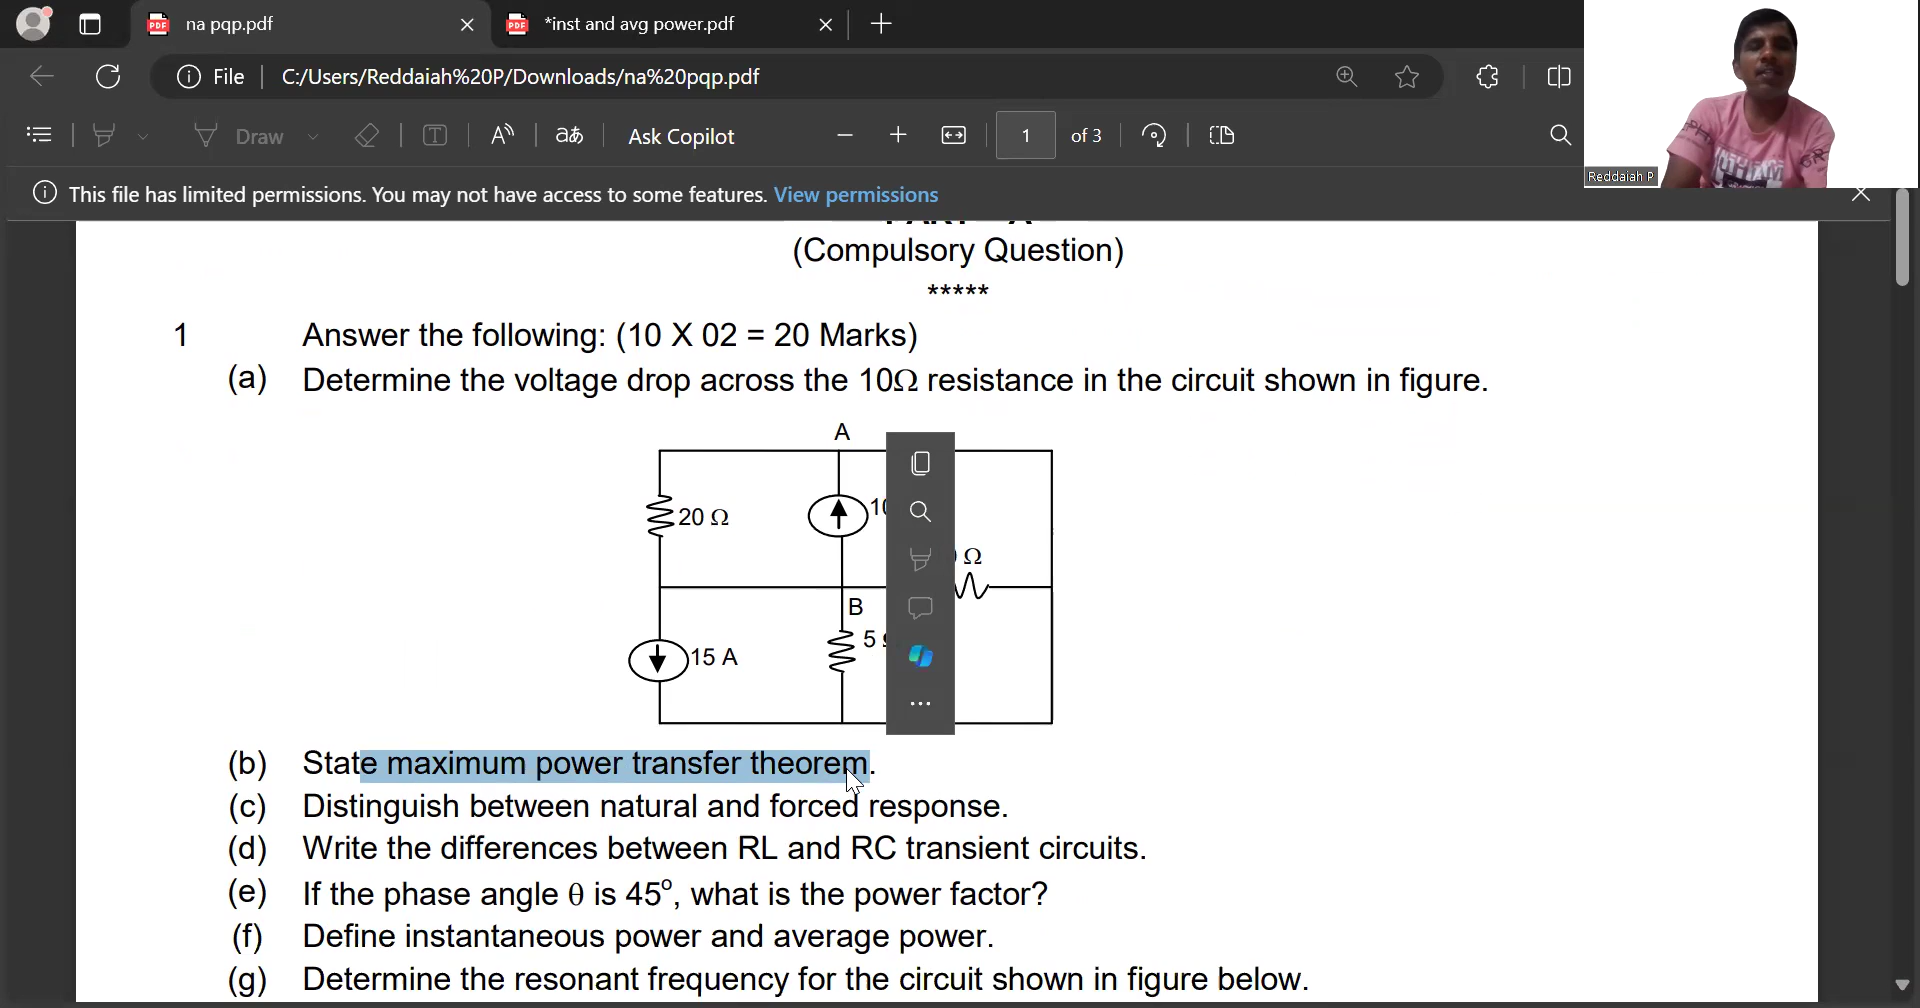 na pqp.pdf
*inst and avg power.pdf
File
C:/Users/Reddaiah%20P/Downloads/na%20pqp.pdf
Draw
Ask Copilot
1 of 3
This file has limited permissions. You may not have access to some features. View permissions
Reddaiah P
(Compulsory Question)
*****
1 Answer the following: (10 X 02 = 20 Marks)
(a) Determine the voltage drop across the 10Ω resistance in the circuit shown in figure.
A
20 Ω
10
Ω
B
5
15 A
(b) State maximum power transfer theorem.
(c) Distinguish between natural and forced response.
(d) Write the differences between RL and RC transient circuits.
(e) If the phase angle θ is 45°, what is the power factor?
(f) Define instantaneous power and average power.
(g) Determine the resonant frequency for the circuit shown in figure below.